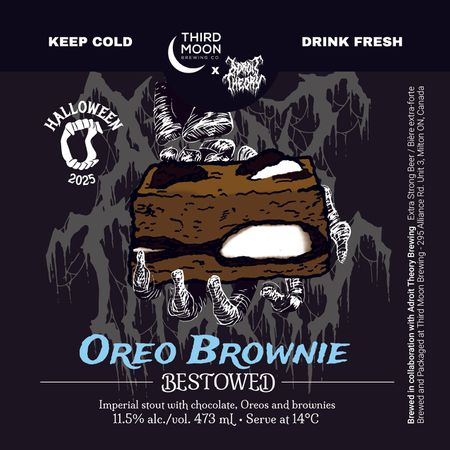 KEEP COLD
THIRD
MOON
BREWING CO.
x
ADROIT
THEORY
DRINK FRESH
HALLOWEEN
2025
OREO BROWNIE
BESTOWED
Imperial stout with chocolate, Oreos and brownies
11.5% alc./vol. 473 ml • Serve at 14°C
Brewed in collaboration with Adroit Theory Brewing Extra Strong Beer / Bière extra-forte
Brewed and Packaged at Third Moon Brewing - 295 Alliance Rd. Unit 3, Milton ON, Canada